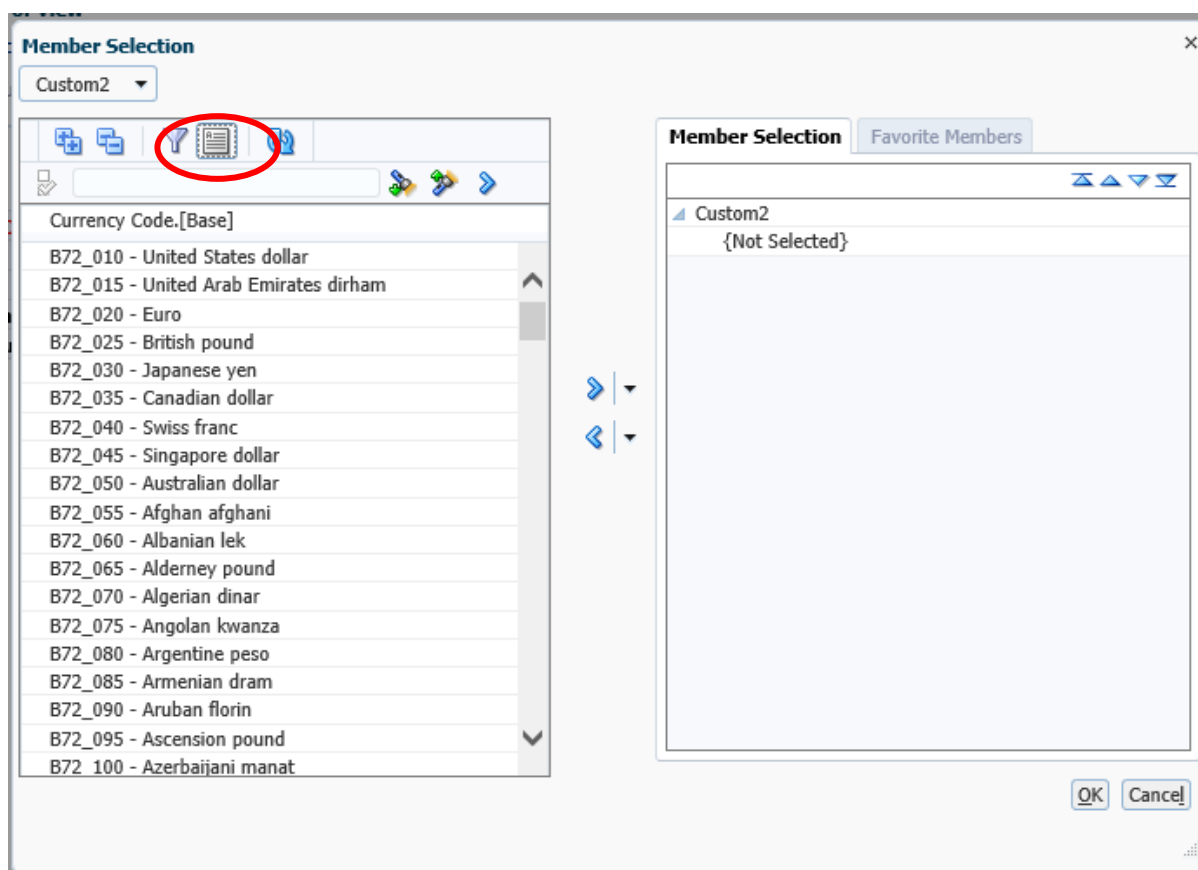 Member Selection
Custom2
Currency Code.[Base]
B72_010 - United States dollar
B72_015 - United Arab Emirates dirham
B72_020 - Euro
B72_025 - British pound
B72_030 - Japanese yen
B72_035 - Canadian dollar
B72_040 - Swiss franc
B72_045 - Singapore dollar
B72_050 - Australian dollar
B72_055 - Afghan afghani
B72_060 - Albanian lek
B72_065 - Alderney pound
B72_070 - Algerian dinar
B72_075 - Angolan kwanza
B72_080 - Argentine peso
B72_085 - Armenian dram
B72_090 - Aruban florin
B72_095 - Ascension pound
B72_100 - Azerbaijani manat
Member Selection Favorite Members
Custom2
{Not Selected}
OK Cancel